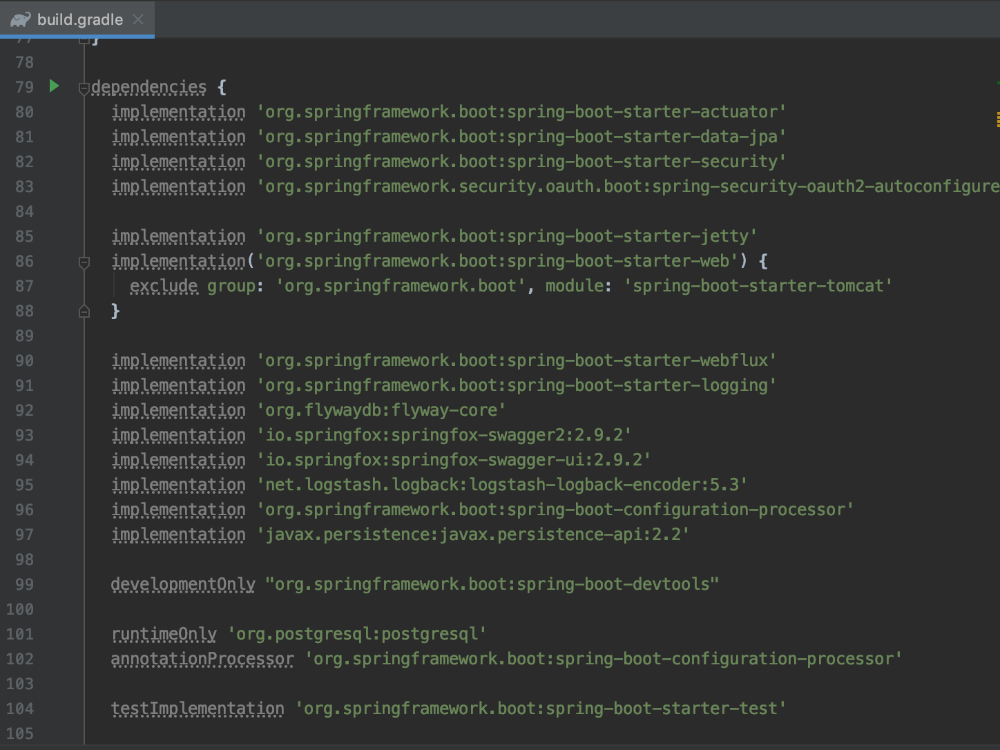 build.gradle
77 }
78
79 dependencies {
80 implementation 'org.springframework.boot:spring-boot-starter-actuator'
81 implementation 'org.springframework.boot:spring-boot-starter-data-jpa'
82 implementation 'org.springframework.boot:spring-boot-starter-security'
83 implementation 'org.springframework.security.oauth.boot:spring-security-oauth2-autoconfigure
84
85 implementation 'org.springframework.boot:spring-boot-starter-jetty'
86 implementation('org.springframework.boot:spring-boot-starter-web') {
87 exclude group: 'org.springframework.boot', module: 'spring-boot-starter-tomcat'
88 }
89
90 implementation 'org.springframework.boot:spring-boot-starter-webflux'
91 implementation 'org.springframework.boot:spring-boot-starter-logging'
92 implementation 'org.flywaydb:flyway-core'
93 implementation 'io.springfox:springfox-swagger2:2.9.2'
94 implementation 'io.springfox:springfox-swagger-ui:2.9.2'
95 implementation 'net.logstash.logback:logstash-logback-encoder:5.3'
96 implementation 'org.springframework.boot:spring-boot-configuration-processor'
97 implementation 'javax.persistence:javax.persistence-api:2.2'
98
99 developmentOnly "org.springframework.boot:spring-boot-devtools"
100
101 runtimeOnly 'org.postgresql:postgresql'
102 annotationProcessor 'org.springframework.boot:spring-boot-configuration-processor'
103
104 testImplementation 'org.springframework.boot:spring-boot-starter-test'
105